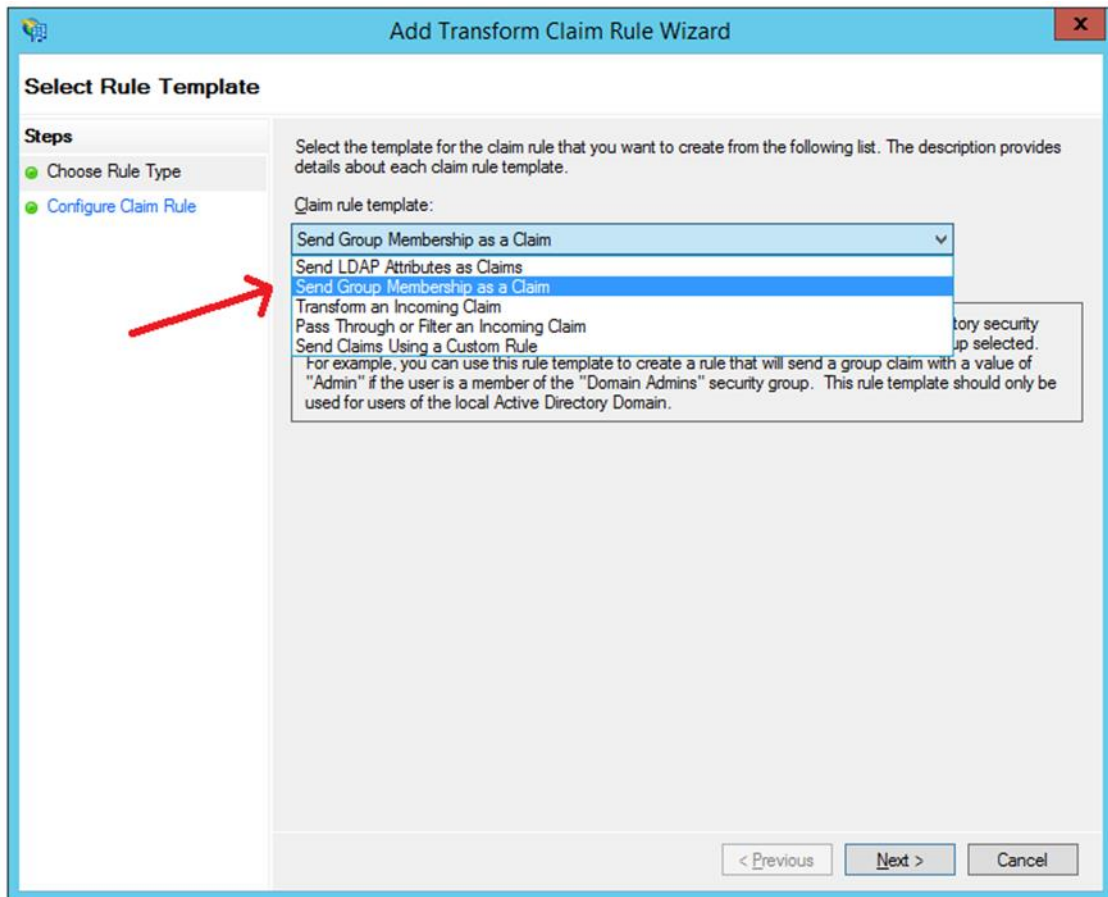 Add Transform Claim Rule Wizard
x
Select Rule Template
Steps
Choose Rule Type
Configure Claim Rule
Select the template for the claim rule that you want to create from the following list. The description provides
details about each claim rule template.
Claim rule template:
Send Group Membership as a Claim
Send LDAP Attributes as Claims
Send Group Membership as a Claim
Transform an Incoming Claim
Pass Through or Filter an Incoming Claim
Send Claims Using a Custom Rule
tory security
up selected.
For example, you can use this rule template to create a rule that will send a group claim with a value of
"Admin" if the user is a member of the "Domain Admins" security group. This rule template should only be
used for users of the local Active Directory Domain.
< Previous
Next >
Cancel